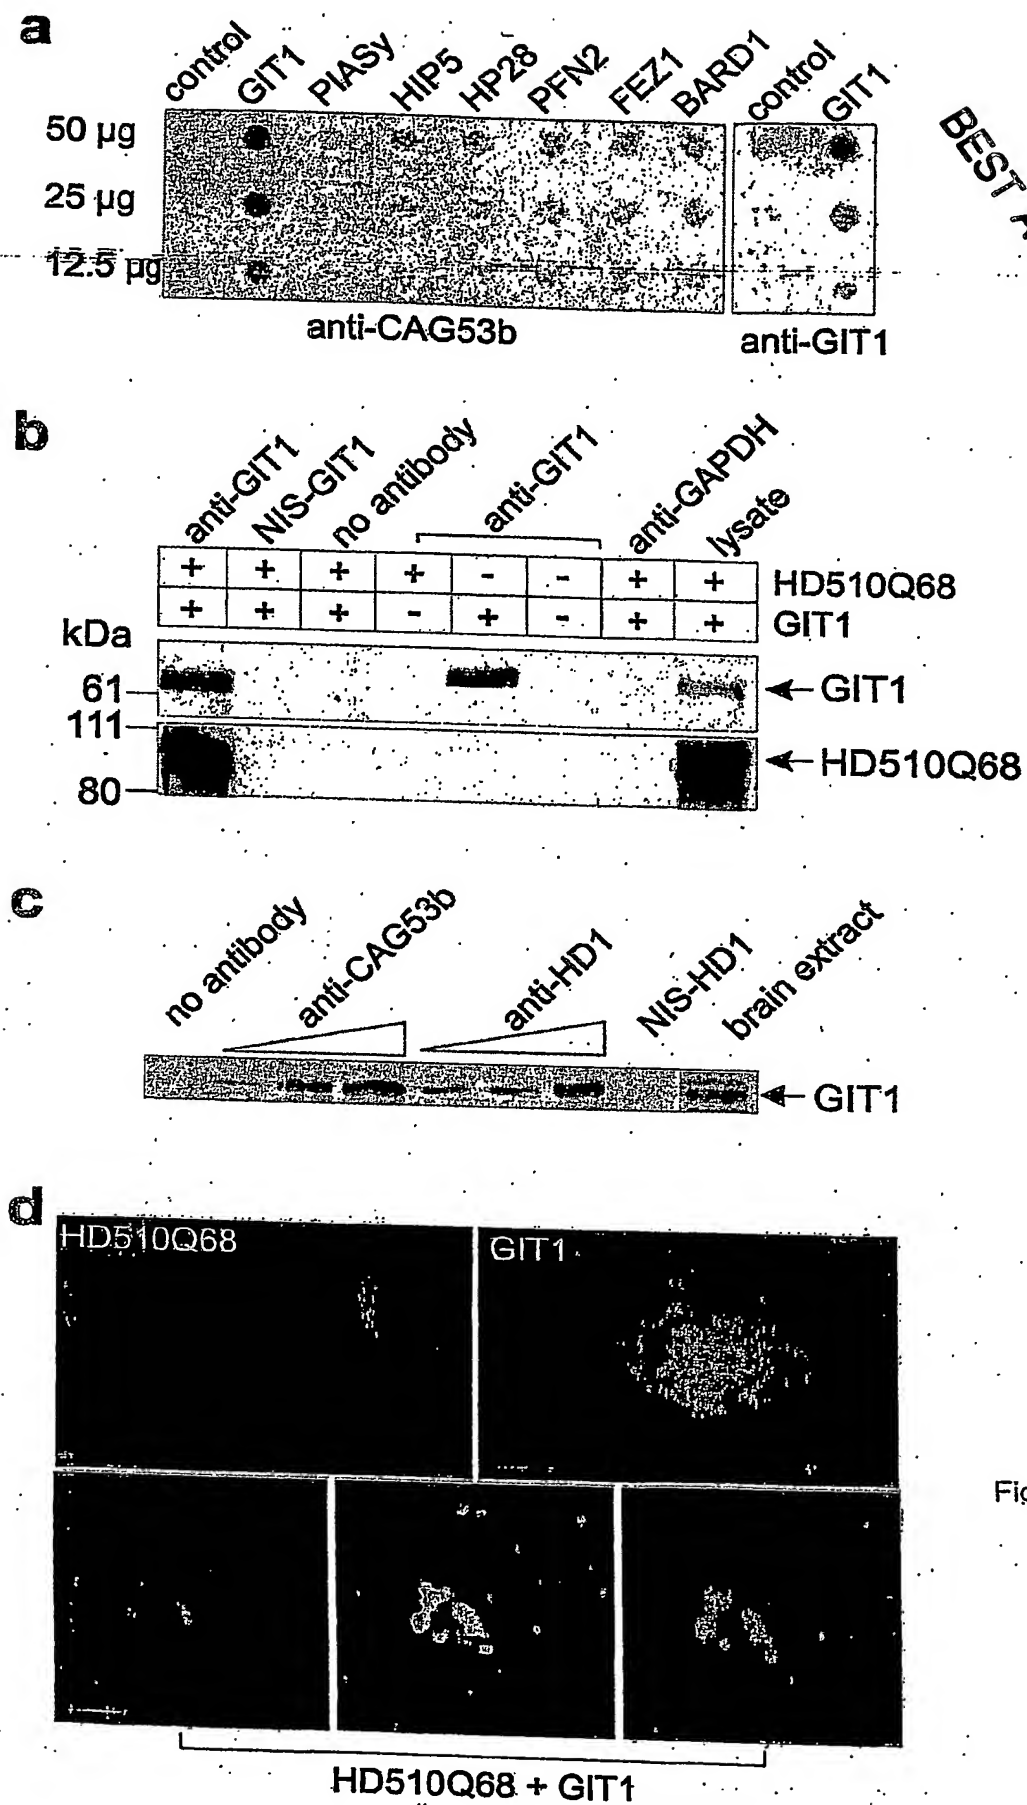 a
control GIT1 PIASy HIP5 HP28 PFN2 FEZ1 BARD1 control GIT1
50 µg
25 µg
12.5 µg
anti-CAG53b
anti-GIT1
BEST
b
anti-GIT1 NIS-GIT1 no antibody anti-GIT1 anti-GAPDH lysate
+ + + + - - + + HD510Q68
+ + + - + - + + GIT1
kDa
61
GIT1
111
HD510Q68
80
c
no antibody anti-CAG53b anti-HD1 NIS-HD1 brain extract
GIT1
d
HD510Q68
GIT1
Fig
HD510Q68 + GIT1